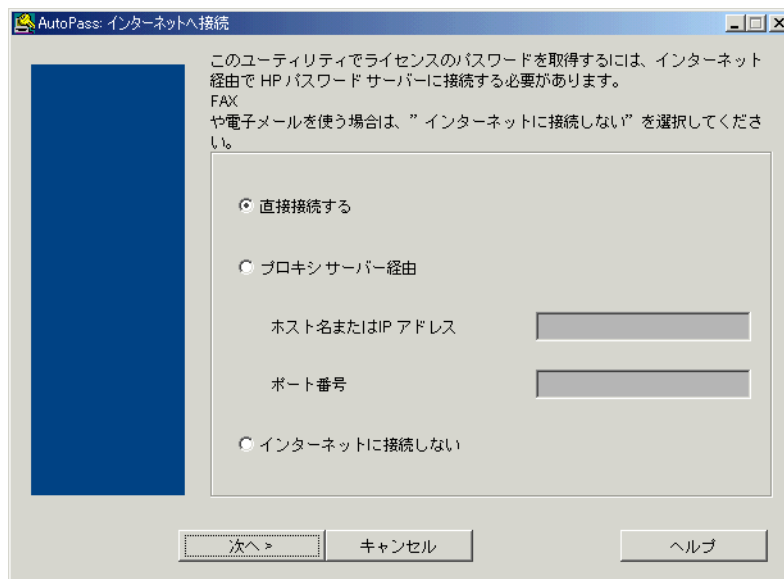 AutoPass: インターネットへ接続
このユーティリティでライセンスのパスワードを取得するには、インターネット
経由で HP パスワード サーバーに接続する必要があります。
FAX
や電子メールを使う場合は、”インターネットに接続しない”を選択してくださ
い。
直接接続する
プロキシ サーバー経由
ホスト名またはIP アドレス
ポート番号
インターネットに接続しない
次へ >
キャンセル
ヘルプ